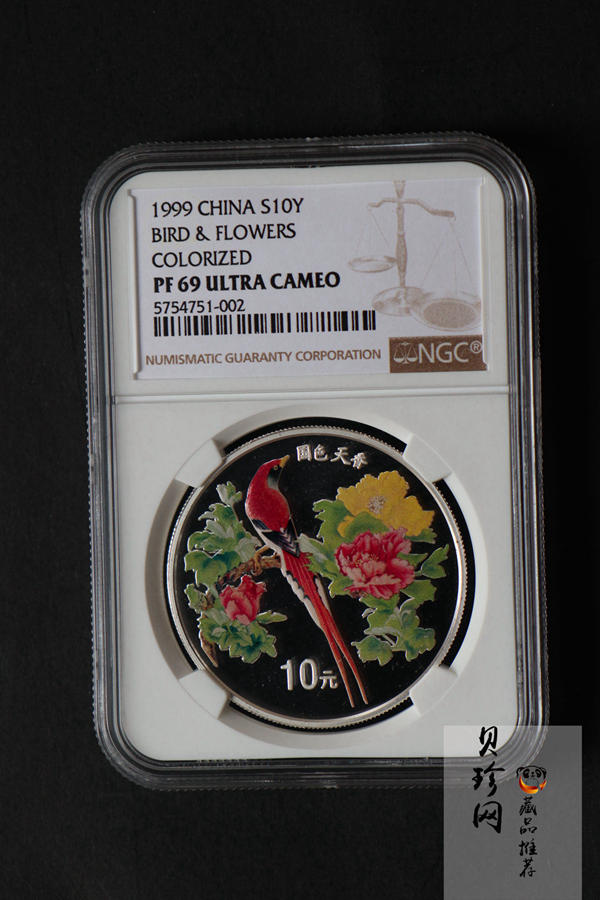 1999 CHINA S10Y
BIRD & FLOWERS
COLORIZED
PF 69 ULTRA CAMEO
5754751-002
NUMISMATIC GUARANTY CORPORATION
NGC®
国色天香
10元
贝珍网
藏品推荐